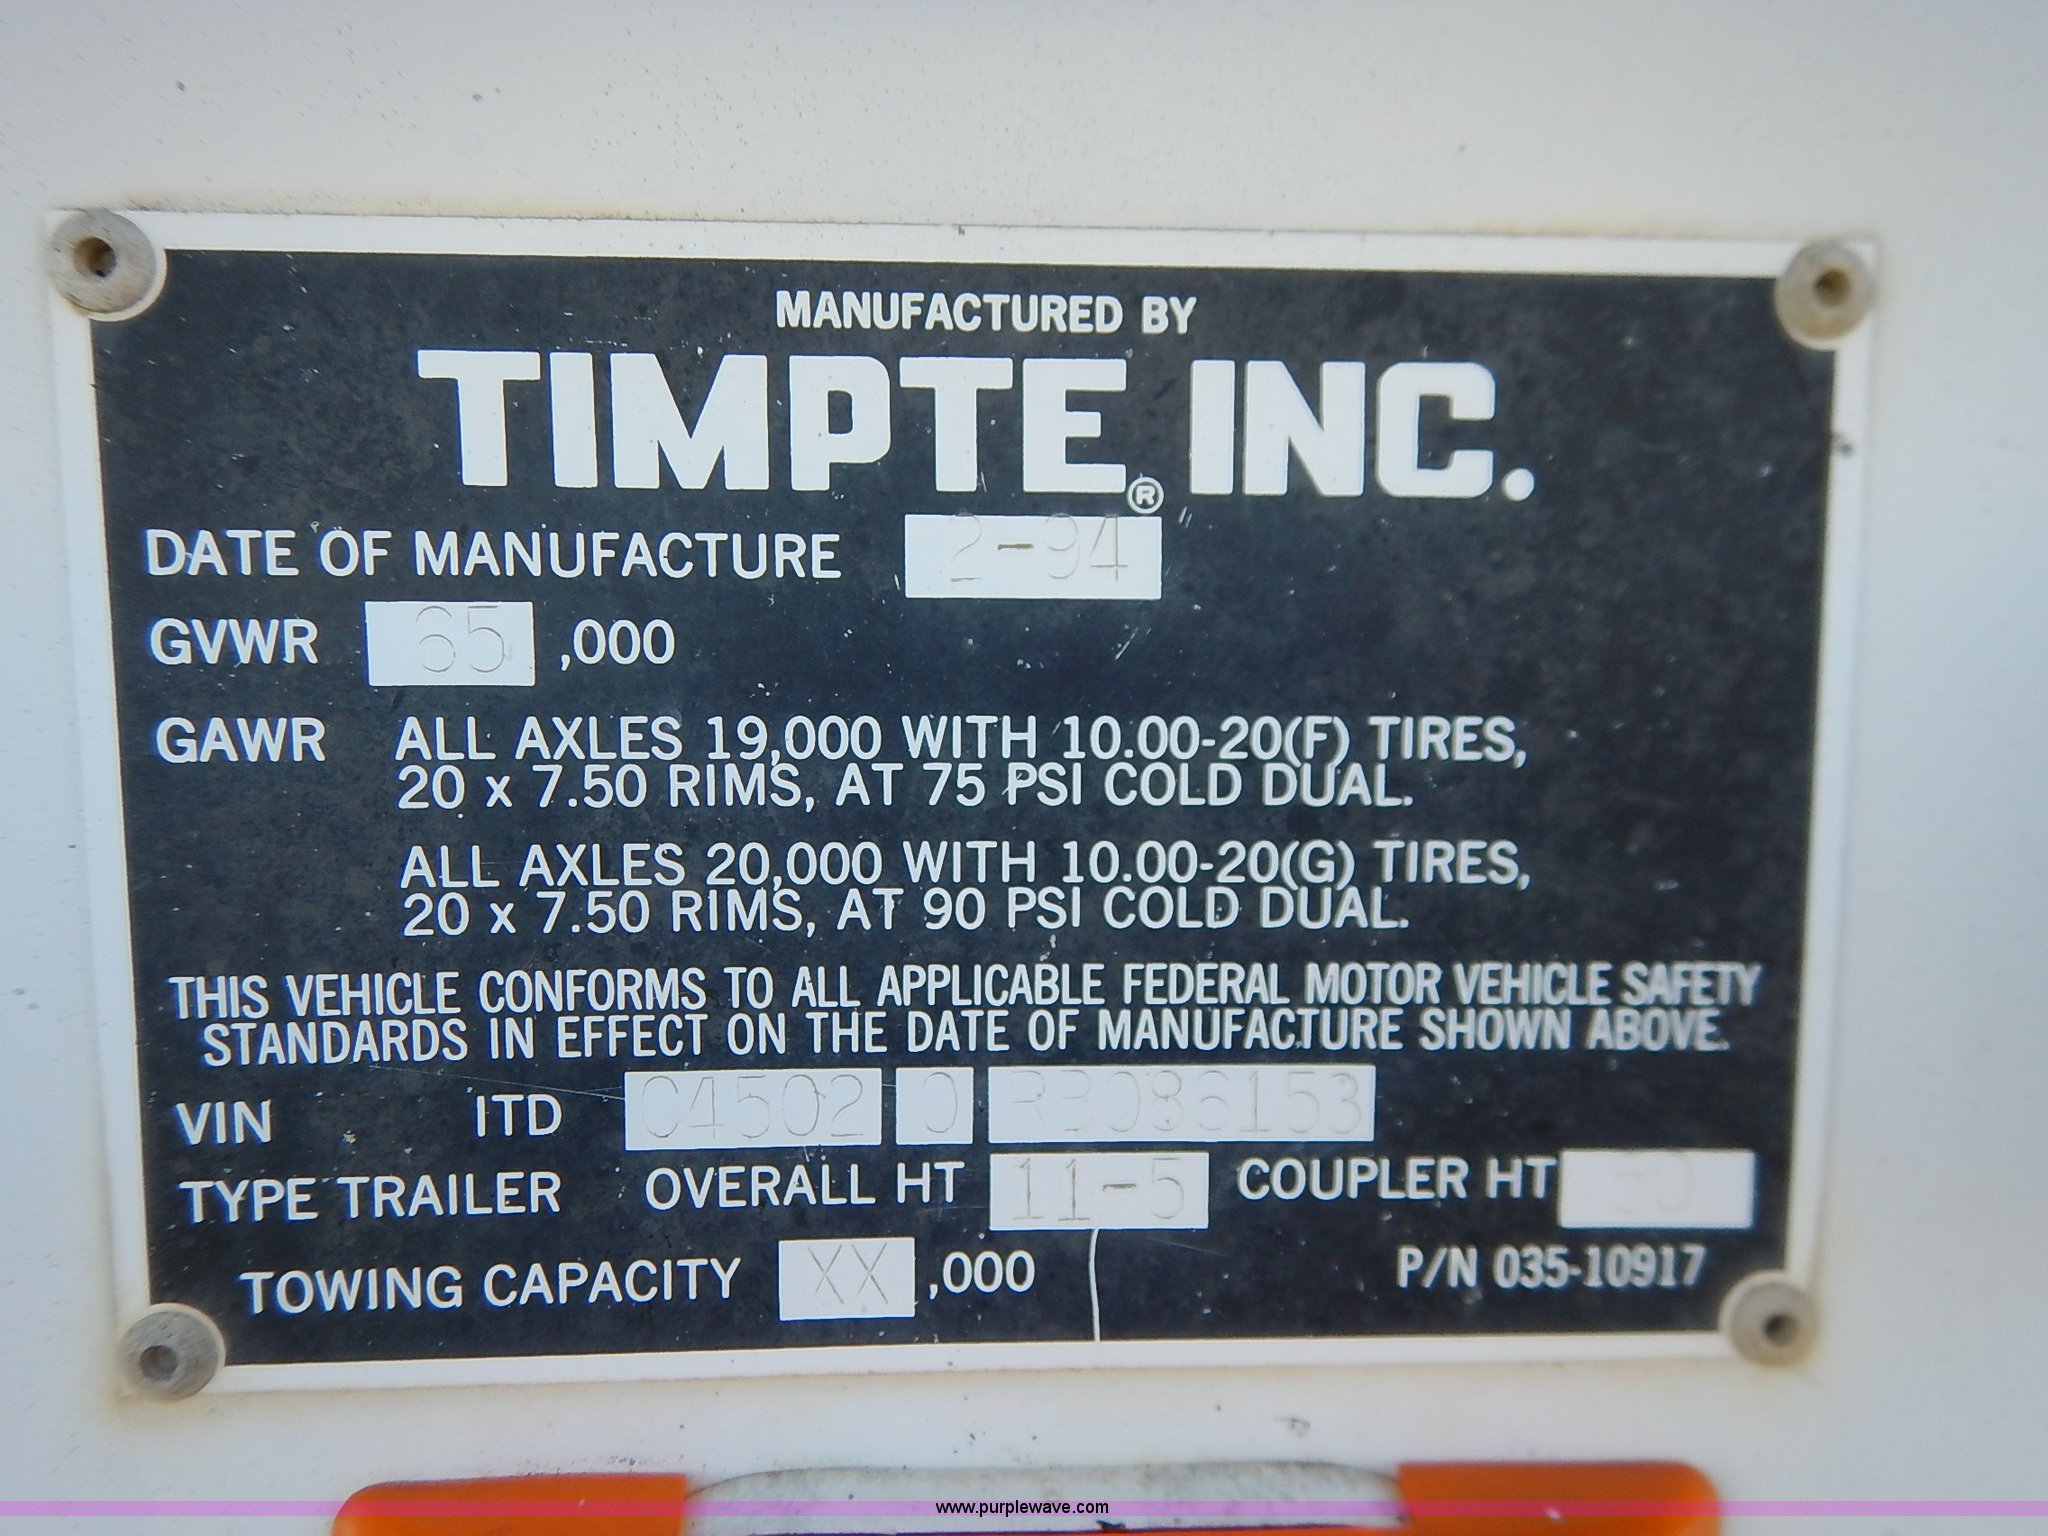 MANUFACTURED BY
TIMPTE® INC.
DATE OF MANUFACTURE 2-94
GVWR 65 ,000
GAWR ALL AXLES 19,000 WITH 10.00-20(F) TIRES,
20 x 7.50 RIMS, AT 75 PSI COLD DUAL.
ALL AXLES 20,000 WITH 10.00-20(G) TIRES,
20 x 7.50 RIMS, AT 90 PSI COLD DUAL.
THIS VEHICLE CONFORMS TO ALL APPLICABLE FEDERAL MOTOR VEHICLE SAFETY
STANDARDS IN EFFECT ON THE DATE OF MANUFACTURE SHOWN ABOVE.
VIN ITD C4502 0 RB086153
TYPE TRAILER OVERALL HT 11-5 COUPLER HT
TOWING CAPACITY XX ,000 P/N 035-10917
www.purplewave.com